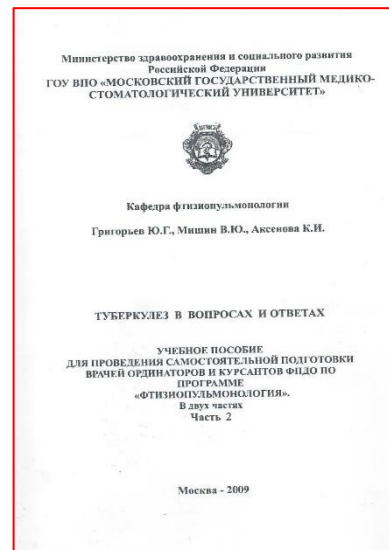 Министерство здравоохранения и социального развития
Российской Федерации
ГОУ ВПО «МОСКОВСКИЙ ГОСУДАРСТВЕННЫЙ МЕДИКО-
СТОМАТОЛОГИЧЕСКИЙ УНИВЕРСИТЕТ»
Кафедра фтизиопульмонологии
Григорьев Ю.Г., Мишин В.Ю., Аксенова К.И.
ТУБЕРКУЛЕЗ В ВОПРОСАХ И ОТВЕТАХ
УЧЕБНОЕ ПОСОБИЕ
ДЛЯ ПРОВЕДЕНИЯ САМОСТОЯТЕЛЬНОЙ ПОДГОТОВКИ
ВРАЧЕЙ ОРДИНАТОРОВ И КУРСАНТОВ ФПДО ПО
ПРОГРАММЕ
«ФТИЗИОПУЛЬМОНОЛОГИЯ».
В двух частях
Часть 2
Москва - 2009